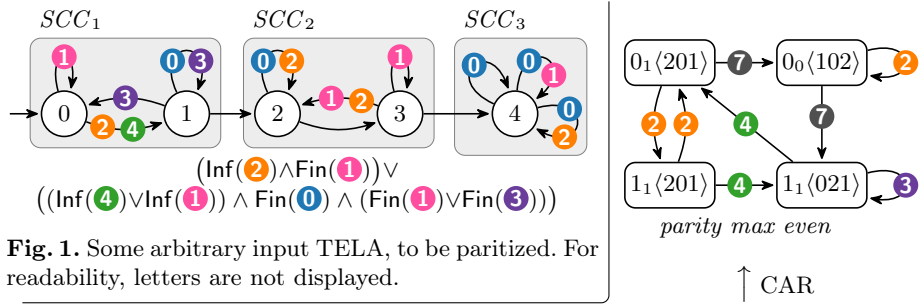 SCC₁ SCC₂ SCC₃
1 0 3 0 2 1 0 0 1
0 3 1 2 1 2 3 4 0
2 4 2
(Inf(2)∧Fin(1))∨
((Inf(4)∨Inf(1)) ∧ Fin(0) ∧ (Fin(1)∨Fin(3)))
Fig. 1. Some arbitrary input TELA, to be paritized. For
readability, letters are not displayed.
0₁⟨201⟩ 7 0₀⟨102⟩ 2
2 2 4 7
1₁⟨201⟩ 4 1₁⟨021⟩ 3
parity max even
↑ CAR